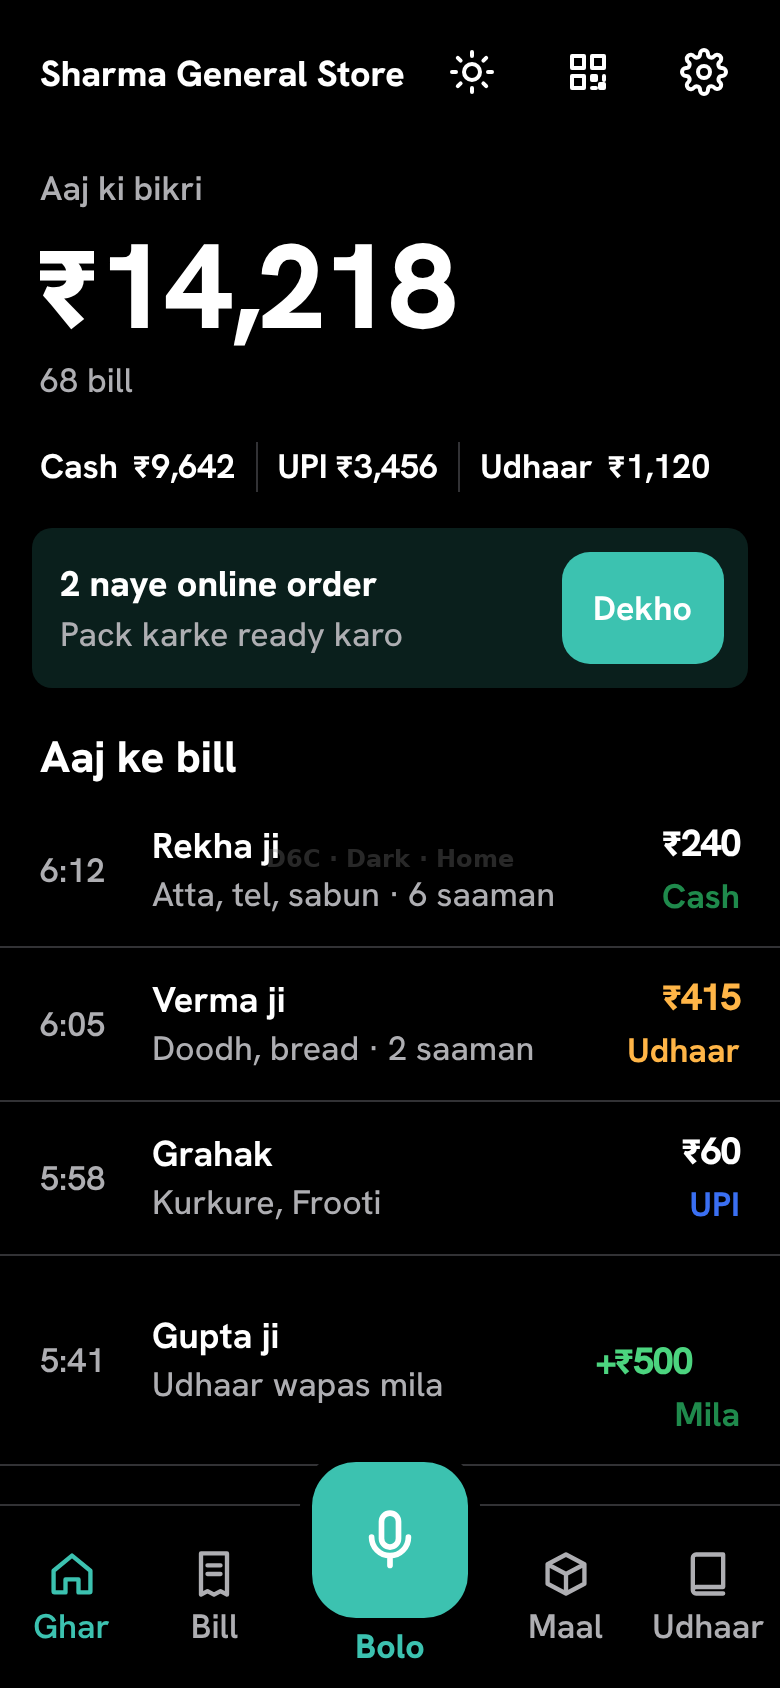 Sharma General Store
Aaj ki bikri
₹14,218
68 bill
Cash ₹9,642 UPI ₹3,456 Udhaar ₹1,120
2 naye online order
Pack karke ready karo
Dekho
Aaj ke bill
6:12
Rekha ji
D6C · Dark · Home
Atta, tel, sabun · 6 saaman
₹240
Cash
6:05
Verma ji
Doodh, bread · 2 saaman
₹415
Udhaar
5:58
Grahak
Kurkure, Frooti
₹60
UPI
5:41
Gupta ji
Udhaar wapas mila
+₹500
Mila
Ghar
Bill
Bolo
Maal
Udhaar